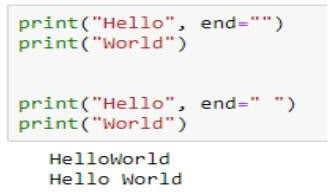 print("Hello", end="")
print("World")
print("Hello", end=" ")
print("World")
HelloWorld
Hello World